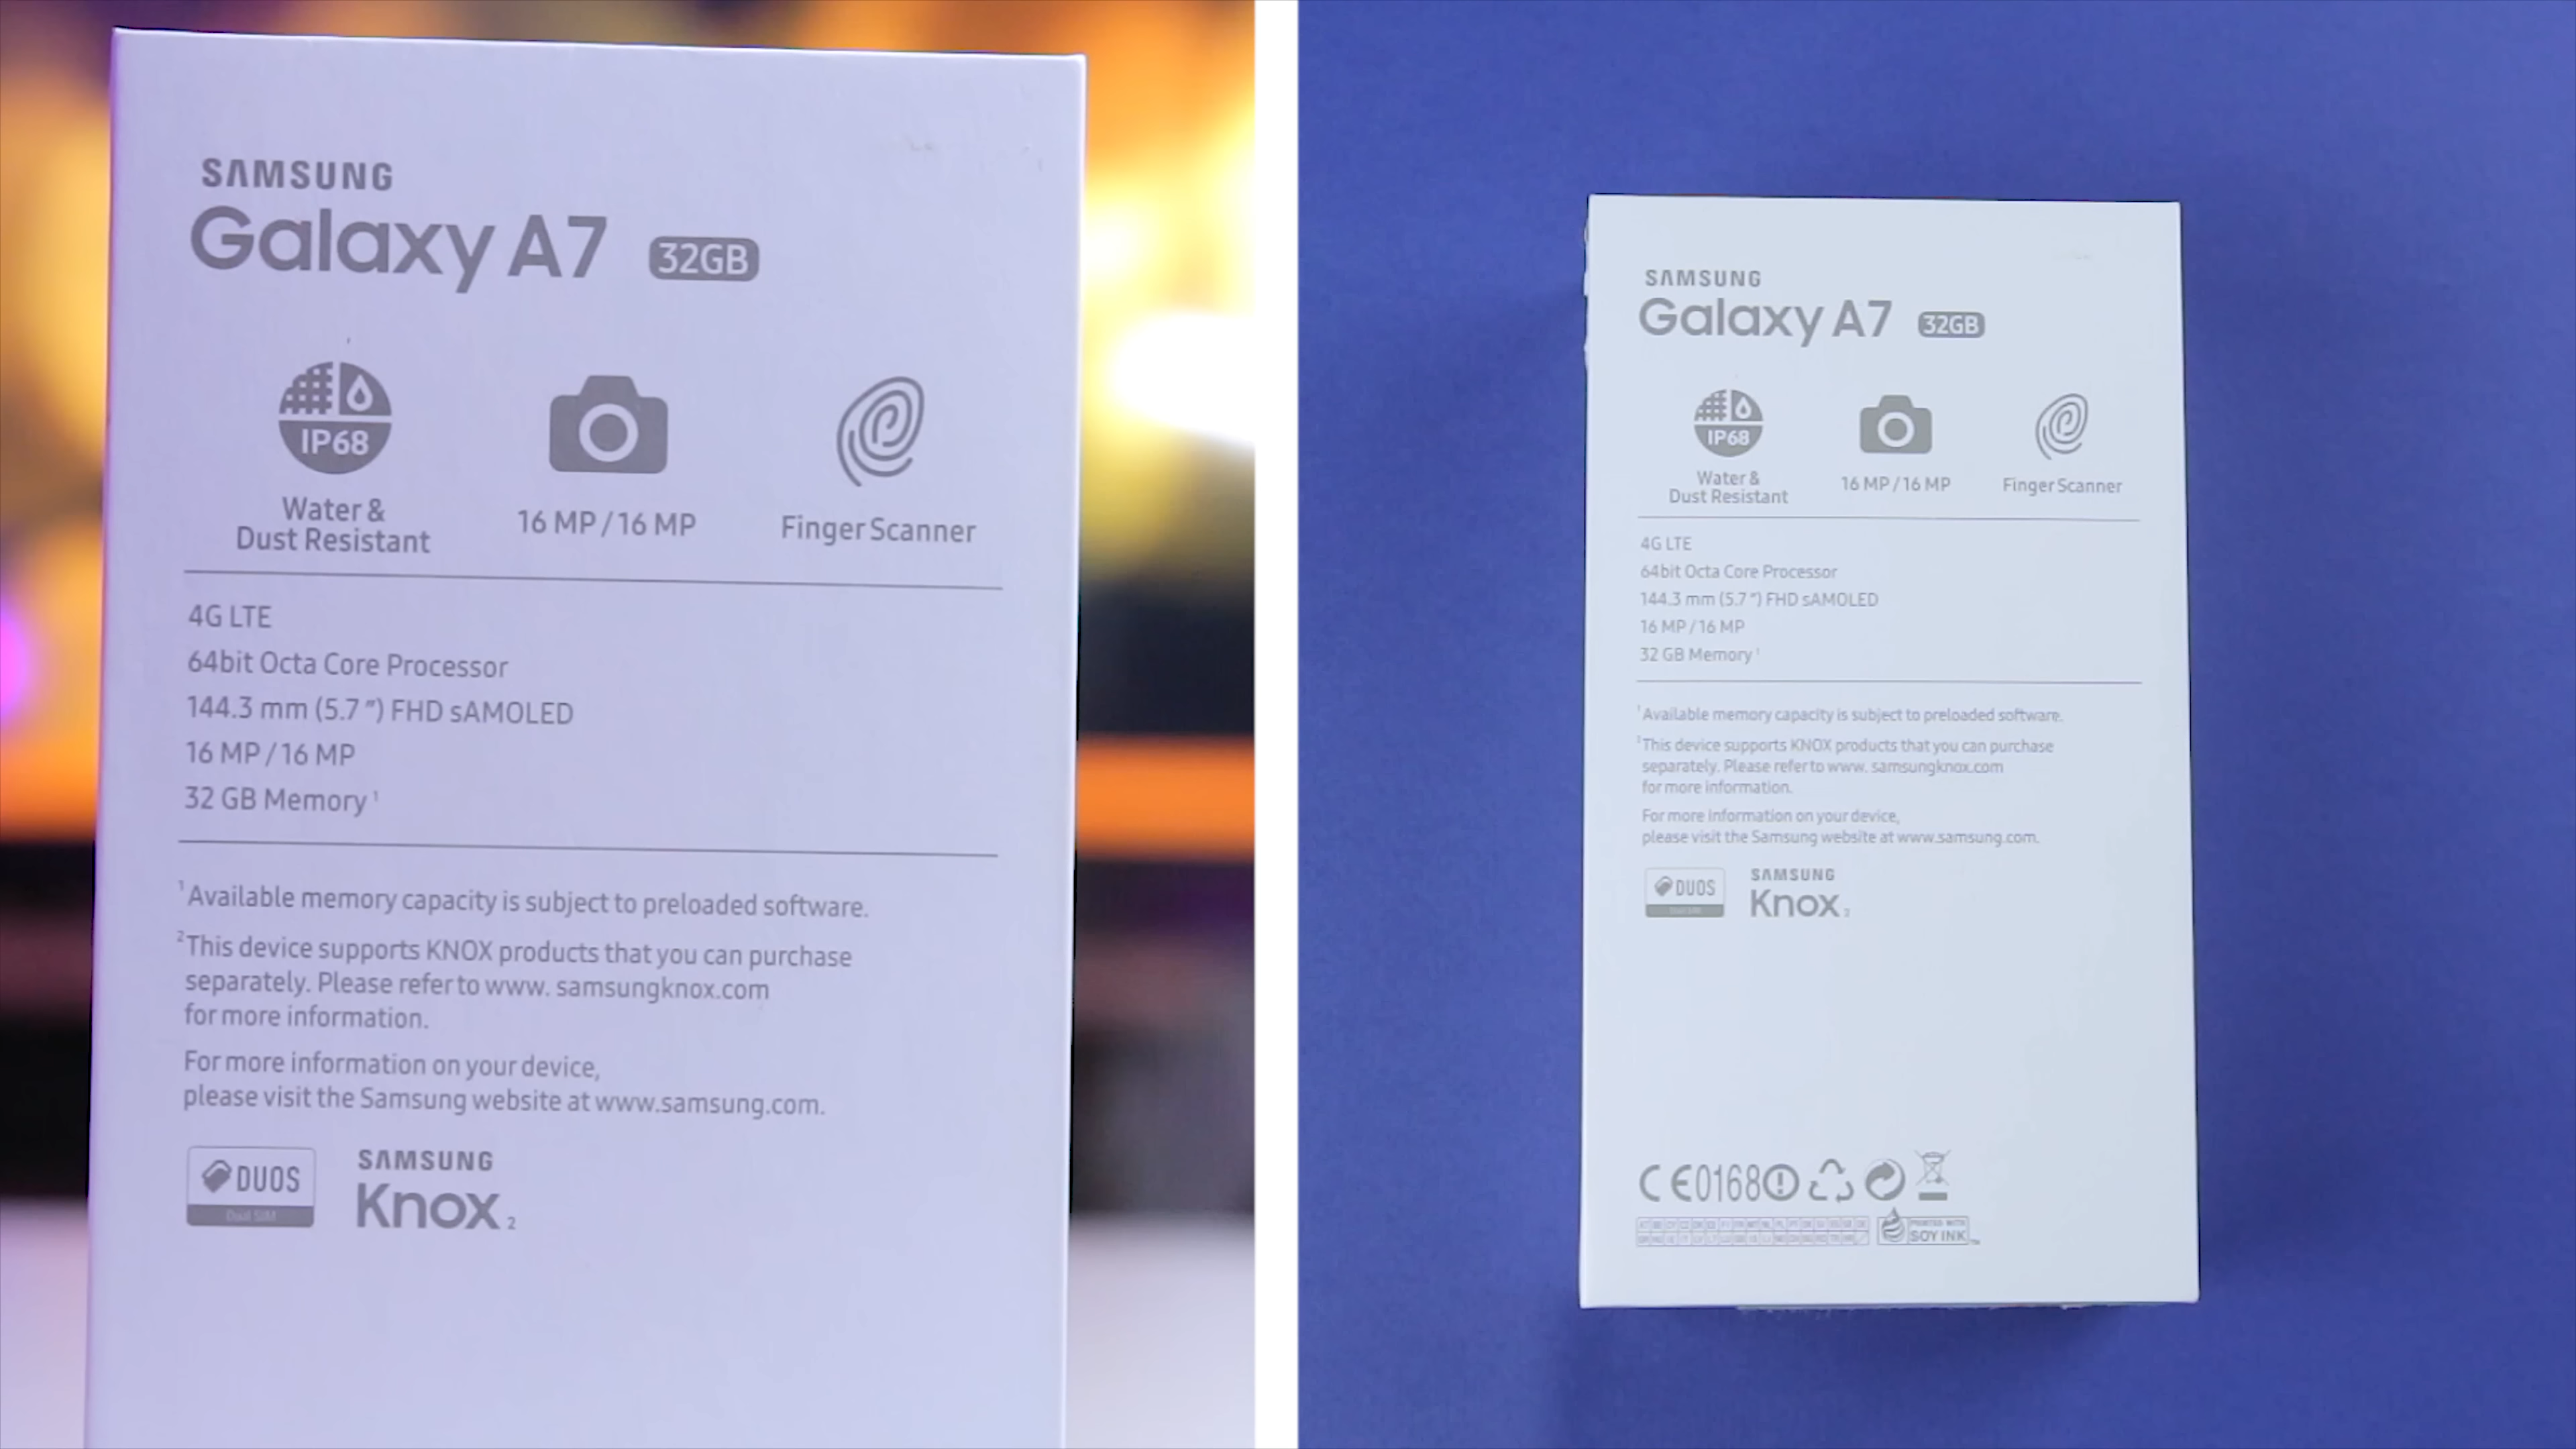 SAMSUNG
Galaxy A7 32GB
IP68
Water &
Dust Resistant
16 MP / 16 MP
Finger Scanner
4G LTE
64bit Octa Core Processor
144.3 mm (5.7 ") FHD sAMOLED
16 MP / 16 MP
32 GB Memory 1
1 Available memory capacity is subject to preloaded software.
2 This device supports KNOX products that you can purchase
separately. Please refer to www. samsungknox.com
for more information.
For more information on your device,
please visit the Samsung website at www.samsung.com.
DUOS
Dual SIM
SAMSUNG
Knox 2
SAMSUNG
Galaxy A7 32GB
IP68
Water &
Dust Resistant
16 MP / 16 MP
Finger Scanner
4G LTE
64bit Octa Core Processor
144.3 mm (5.7 ") FHD sAMOLED
16 MP / 16 MP
32 GB Memory 1
1 Available memory capacity is subject to preloaded software.
2 This device supports KNOX products that you can purchase
separately. Please refer to www. samsungknox.com
for more information.
For more information on your device,
please visit the Samsung website at www.samsung.com.
DUOS
SAMSUNG
Knox 2
CE0168
PRINTED WITH
SOY INK TM